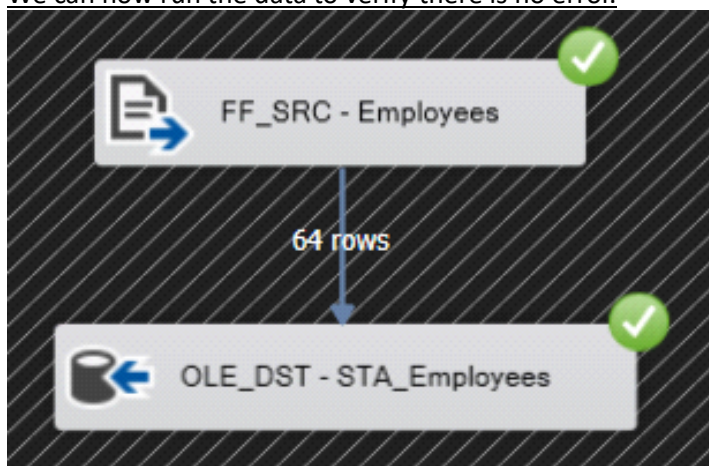 We can now run the data to verify there is no error.
FF_SRC - Employees
64 rows
OLE_DST - STA_Employees